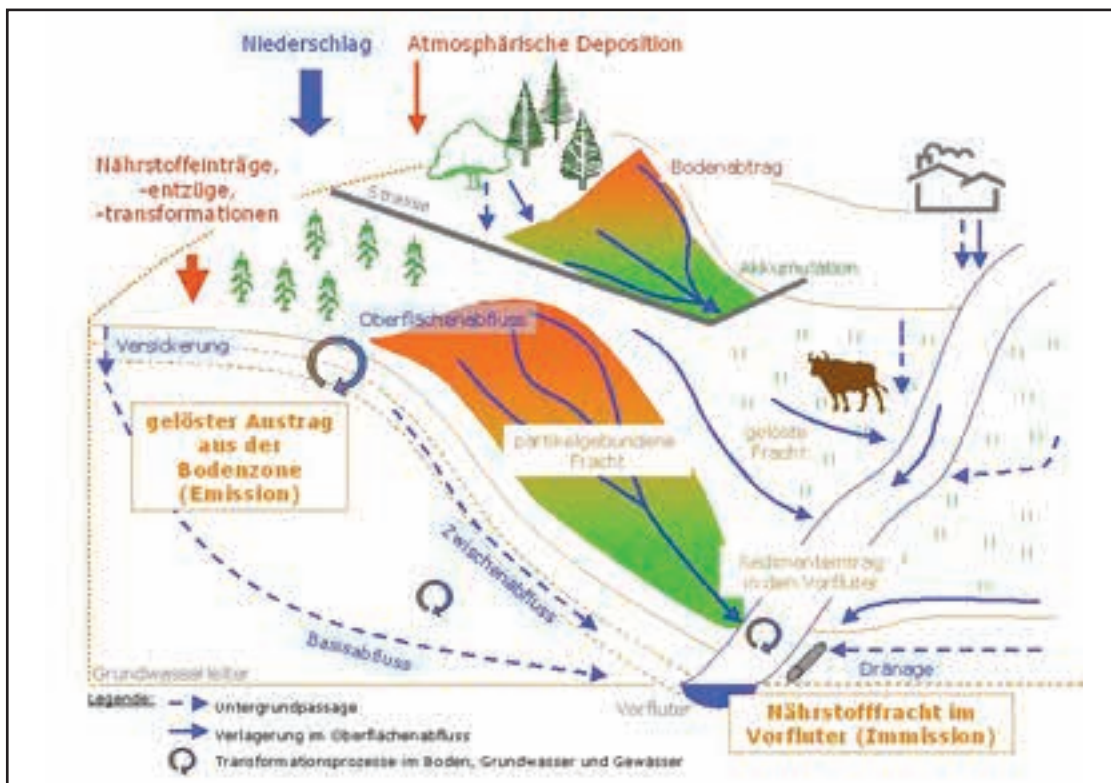 Niederschlag
Atmosphärische Deposition
Nährstoffeinträge,
-entzüge,
-transformationen
Strasse
Bodenabtrag
Akkumulation
Oberflächenabfluss
Versickerung
gelöster Austrag
aus der
Bodenzone
(Emission)
partikelgebundene
Fracht
gelöste
Fracht
Zwischenabfluss
Sedimenteintrag
in den Vorfluter
Basisabfluss
Grundwasserleiter
Dränage
Vorfluter
Nährstofffracht im
Vorfluter (Immission)
Legende:
Untergrundpassage
Verlagerung im Oberflächenabfluss
Transformationsprozesse im Boden, Grundwasser und Gewässer